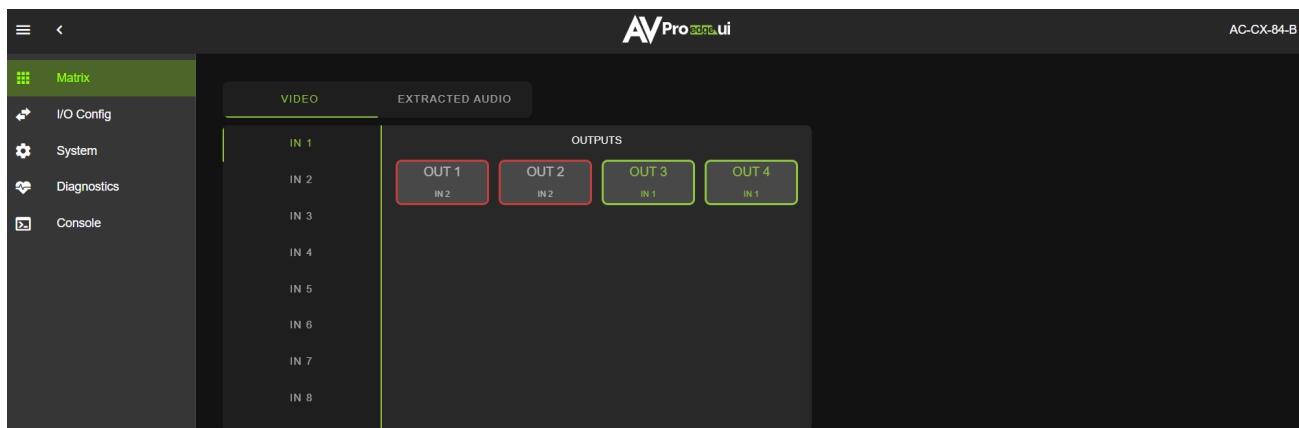 AVPro edge.ui
AC-CX-84-B
Matrix
I/O Config
System
Diagnostics
Console
VIDEO EXTRACTED AUDIO
IN 1
IN 2
IN 3
IN 4
IN 5
IN 6
IN 7
IN 8
OUTPUTS
OUT 1 OUT 2 OUT 3 OUT 4
IN 2 IN 2 IN 1 IN 1